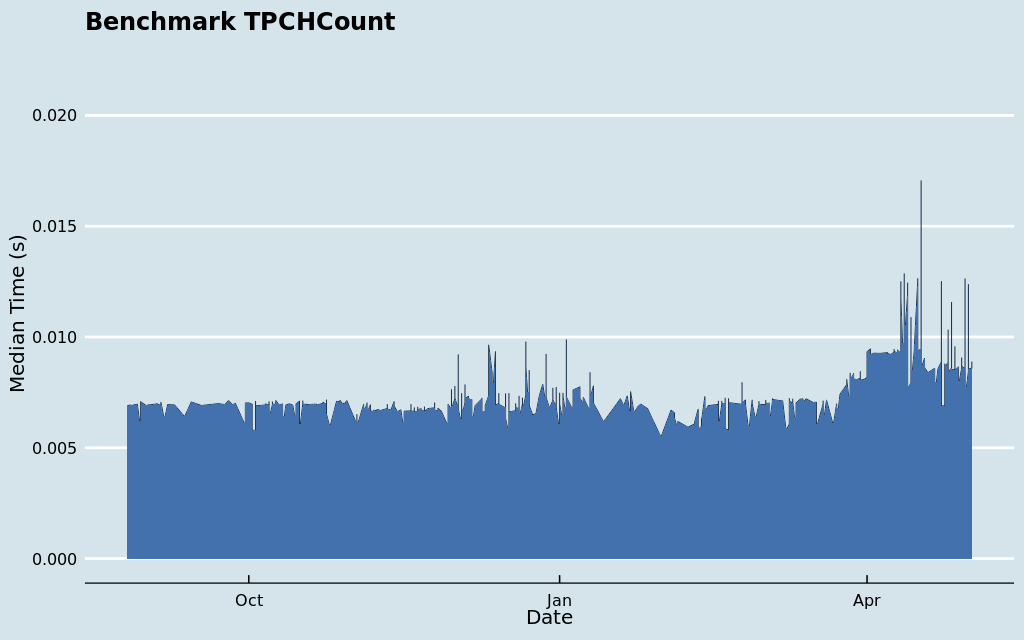 Benchmark TPCHCount
Median Time (s)
0.020
0.015
0.010
0.005
0.000
Oct
Jan
Apr
Date